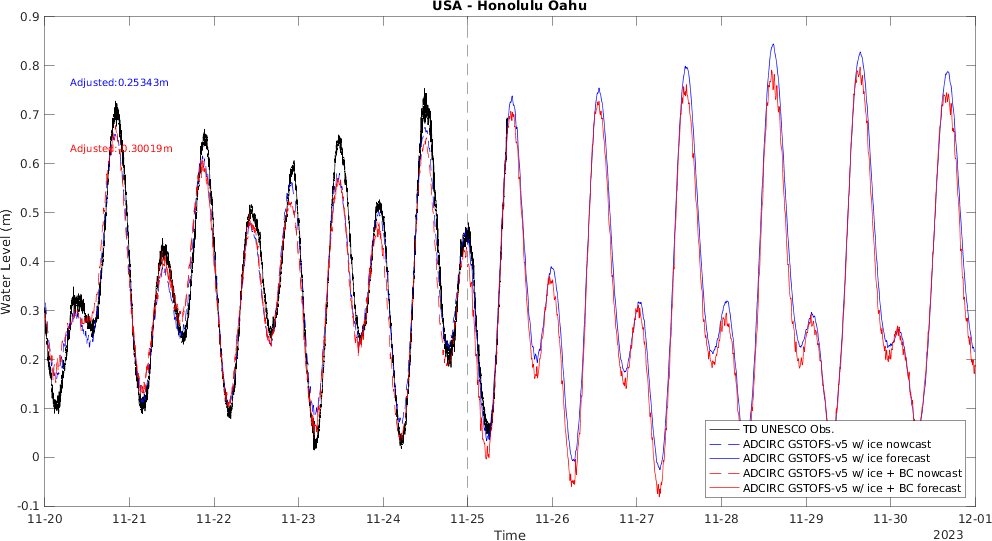 USA - Honolulu Oahu
0.9
0.8
0.7
0.6
0.5
0.4
0.3
0.2
0.1
0
-0.1
Water Level (m)
Adjusted:0.25343m
Adjusted:-0.30019m
TD UNESCO Obs.
ADCIRC GSTOFS-v5 w/ ice nowcast
ADCIRC GSTOFS-v5 w/ ice forecast
ADCIRC GSTOFS-v5 w/ ice + BC nowcast
ADCIRC GSTOFS-v5 w/ ice + BC forecast
11-20 11-21 11-22 11-23 11-24 11-25 11-26 11-27 11-28 11-29 11-30 12-01
Time
2023